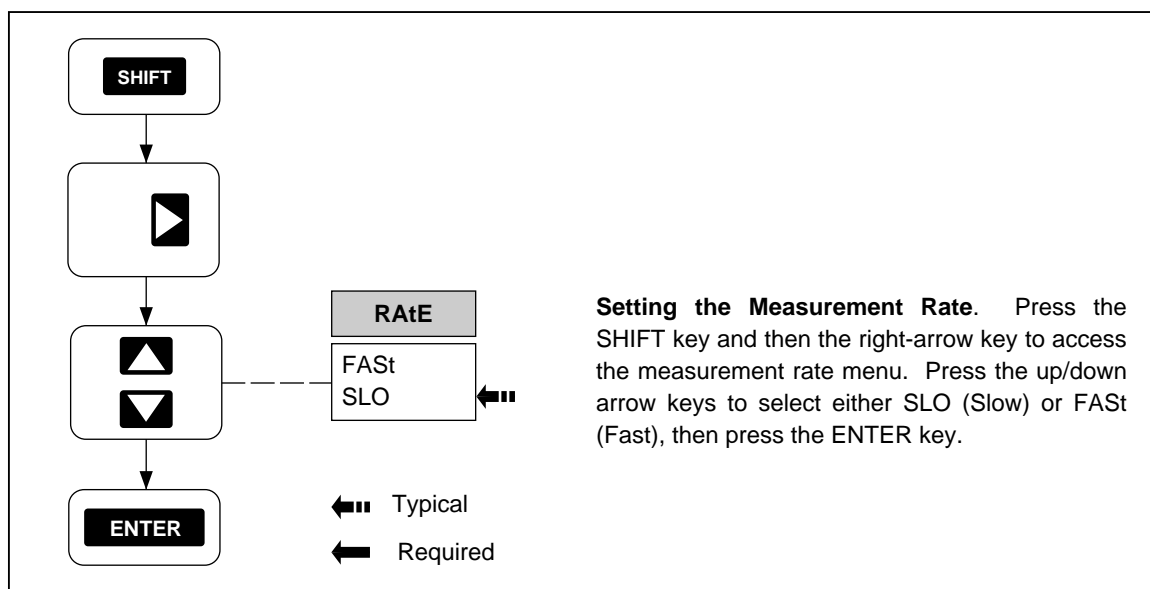 SHIFT
RAtE
FASt
SLO
ENTER
Typical
Required
Setting the Measurement Rate. Press the
SHIFT key and then the right-arrow key to access
the measurement rate menu. Press the up/down
arrow keys to select either SLO (Slow) or FASt
(Fast), then press the ENTER key.